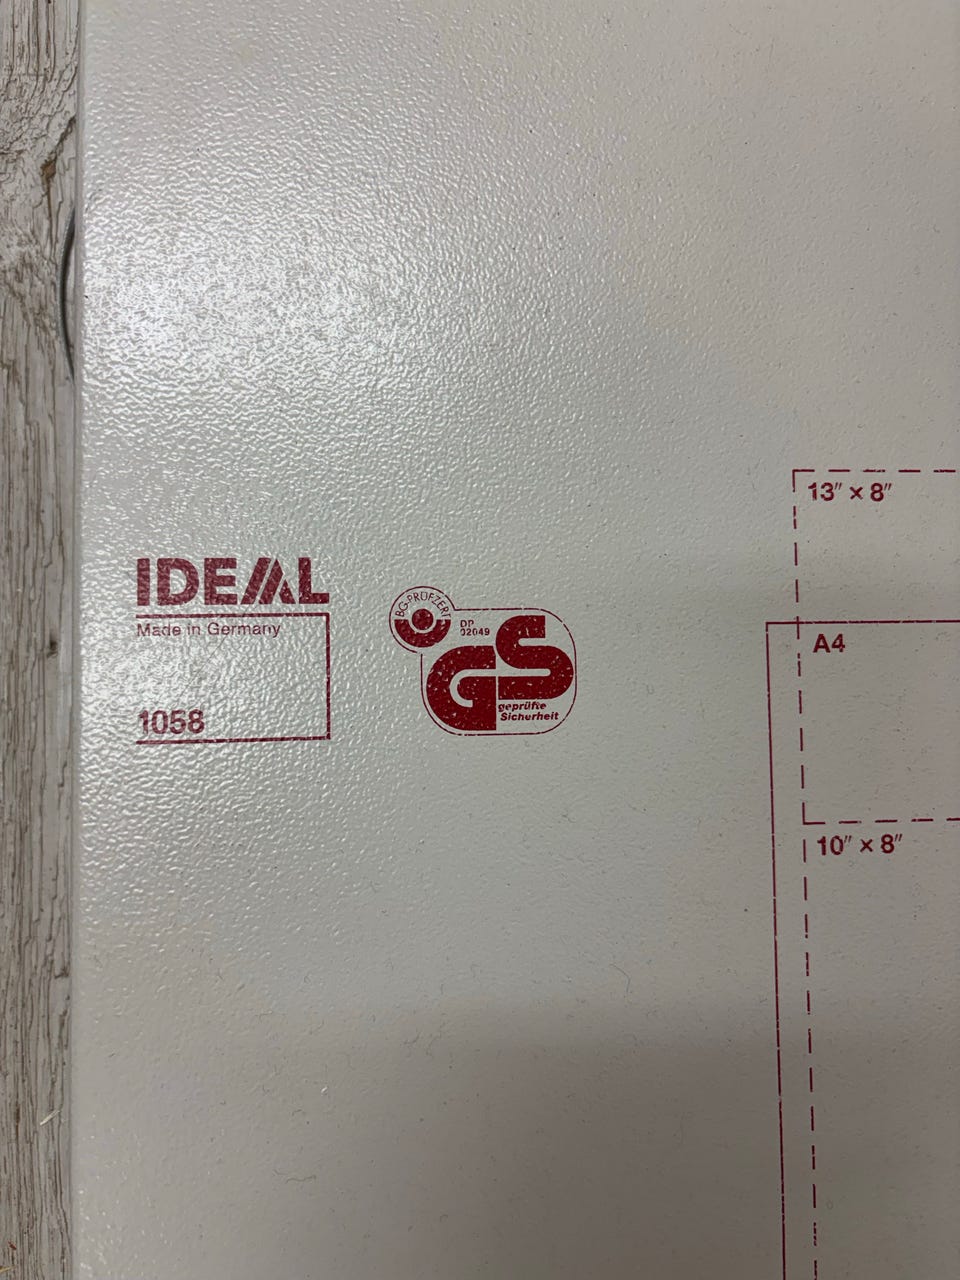 IDEAL
Made in Germany
1058
BG-PRÜFZERT
DP
02049
GS
geprüfte
Sicherheit
13" × 8"
A4
10" × 8"